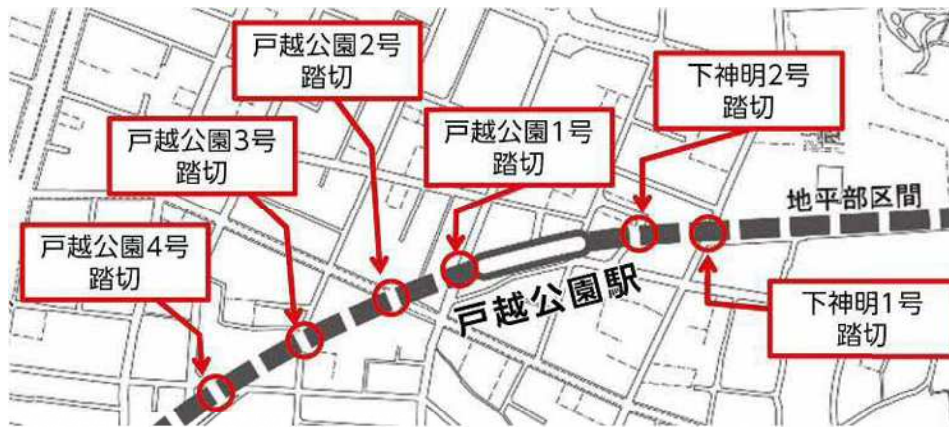 戸越公園2号
踏切
下神明2号
踏切
戸越公園1号
踏切
戸越公園3号
踏切
地平部区間
戸越公園4号
踏切
戸越公園駅
下神明1号
踏切